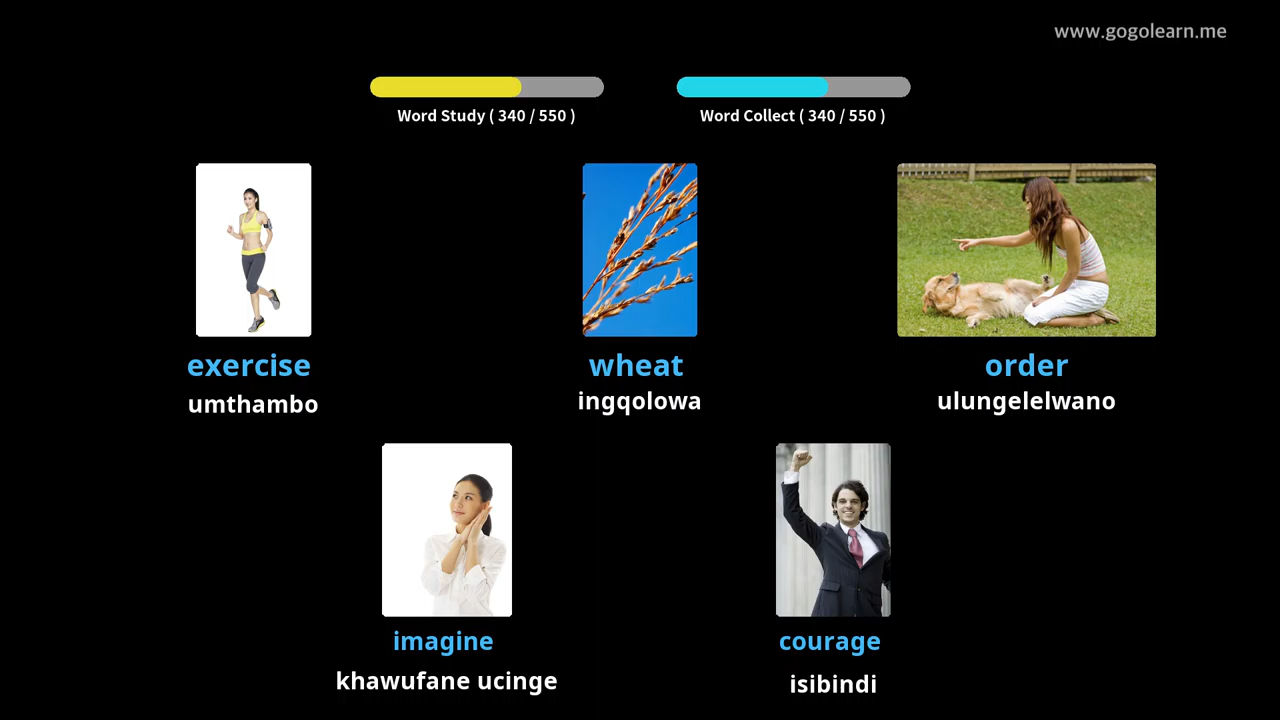 www.gogolearn.me
Word Study ( 340 / 550 )
Word Collect ( 340 / 550 )
exercise
umthambo
wheat
ingqolowa
order
ulungelelwano
imagine
khawufane ucinge
courage
isibindi